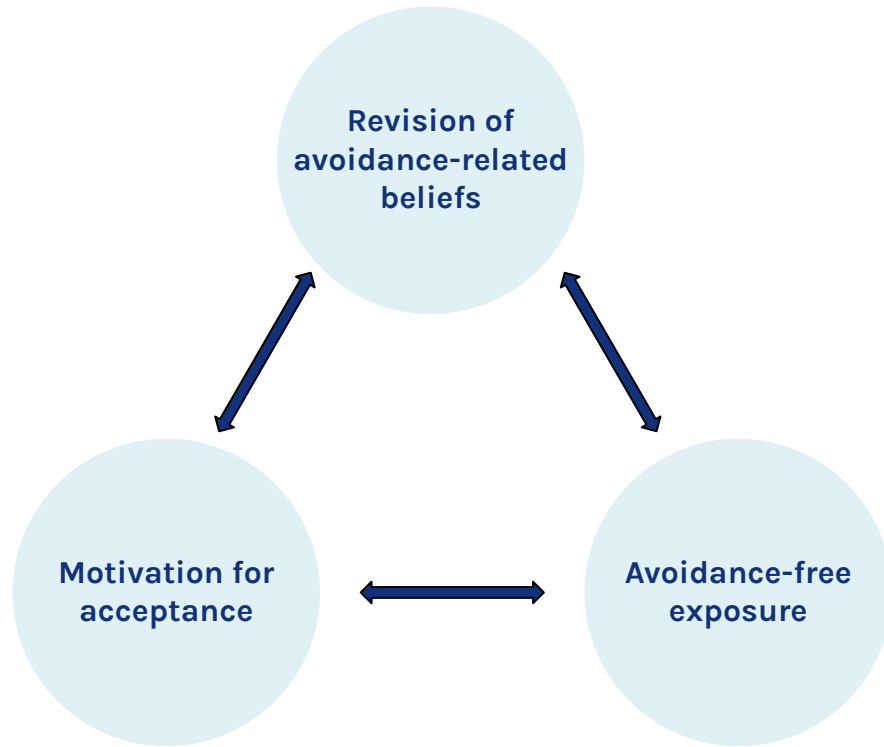 Revision of
avoidance-related
beliefs
Motivation for
acceptance
Avoidance-free
exposure